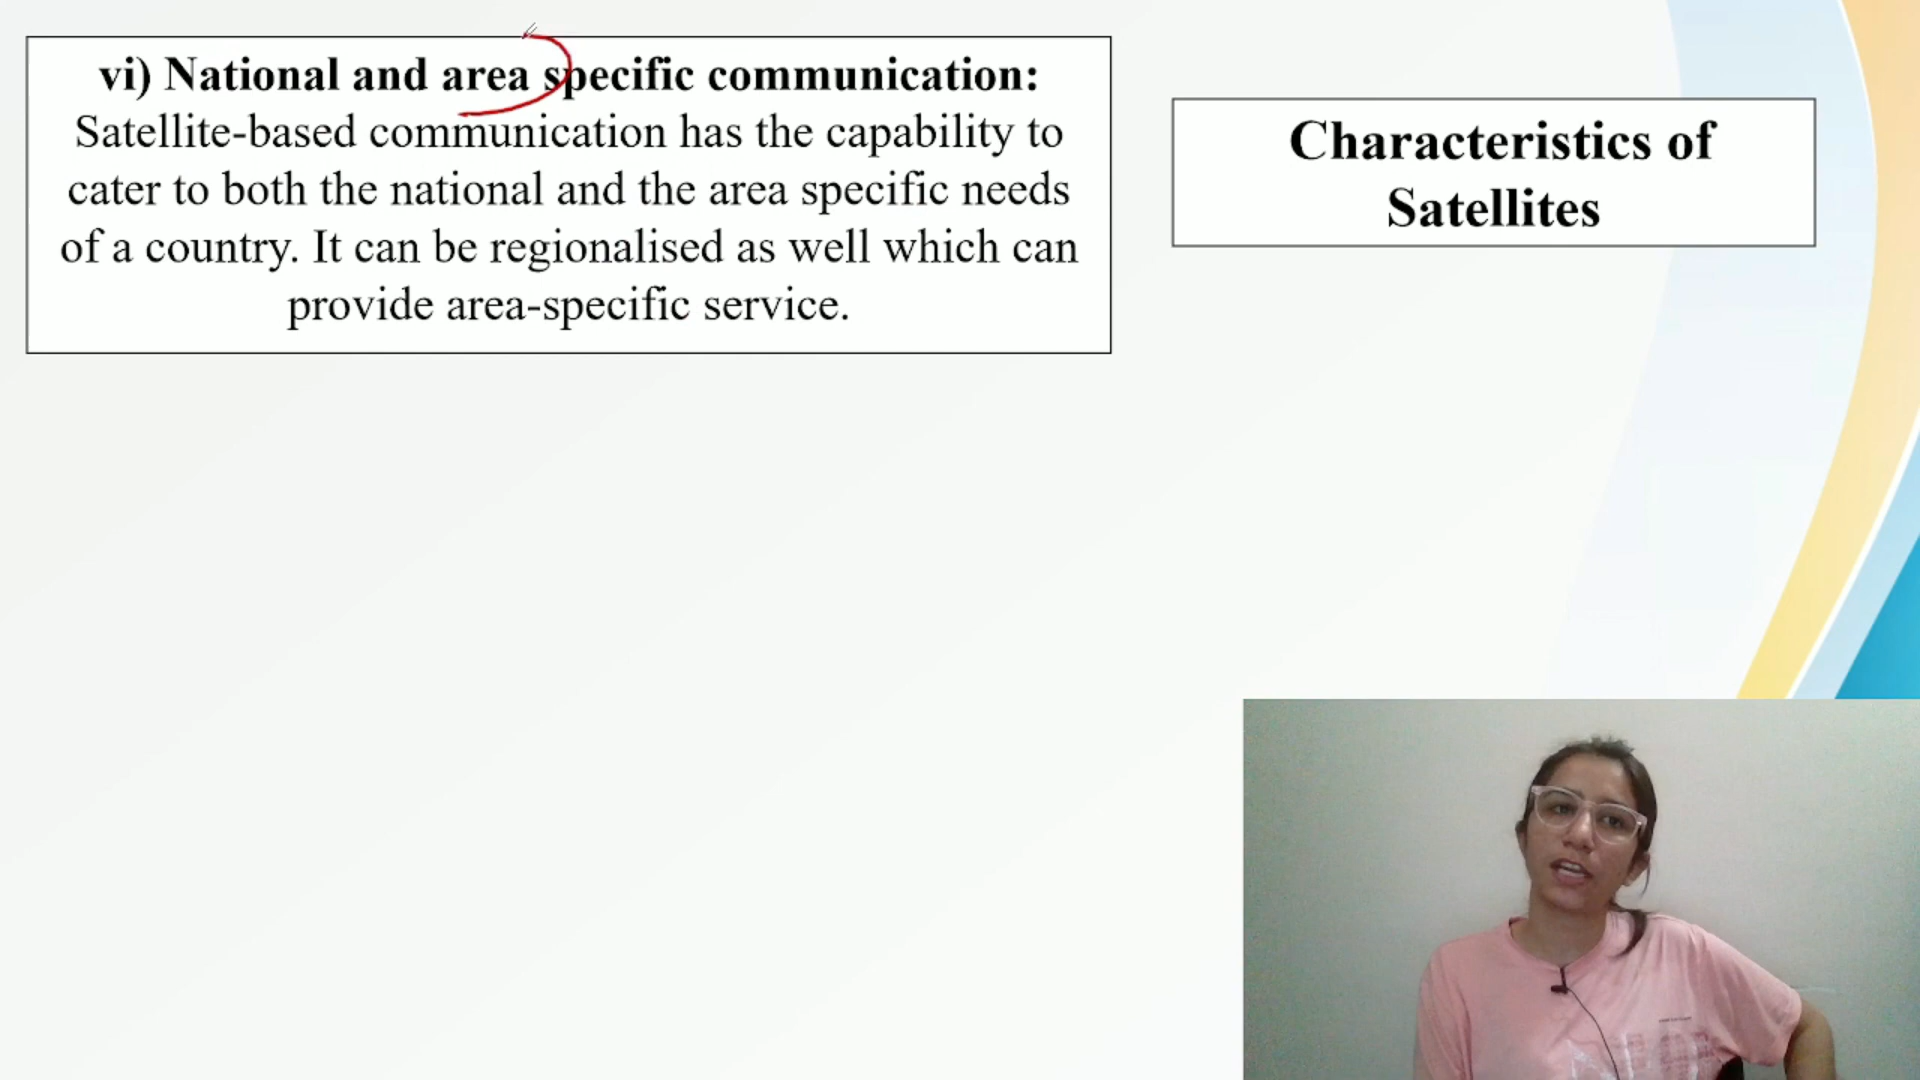 vi) National and area specific communication:
Satellite-based communication has the capability to
cater to both the national and the area specific needs
of a country. It can be regionalised as well which can
provide area-specific service.
Characteristics of
Satellites